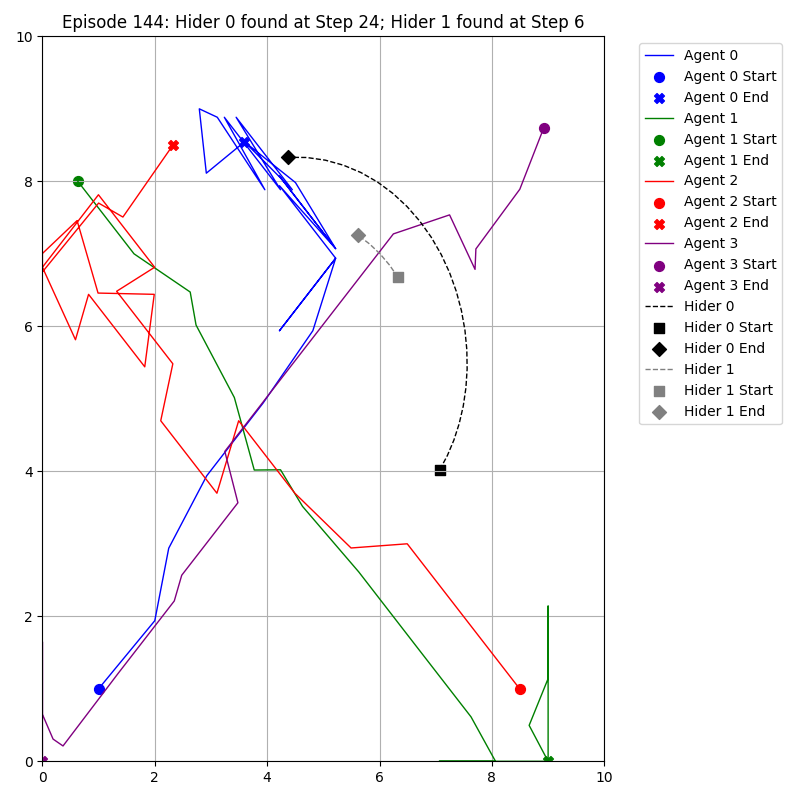 Episode 144: Hider 0 found at Step 24; Hider 1 found at Step 6
10
8
6
4
2
0
0 2 4 6 8 10
Agent 0
Agent 0 Start
Agent 0 End
Agent 1
Agent 1 Start
Agent 1 End
Agent 2
Agent 2 Start
Agent 2 End
Agent 3
Agent 3 Start
Agent 3 End
Hider 0
Hider 0 Start
Hider 0 End
Hider 1
Hider 1 Start
Hider 1 End